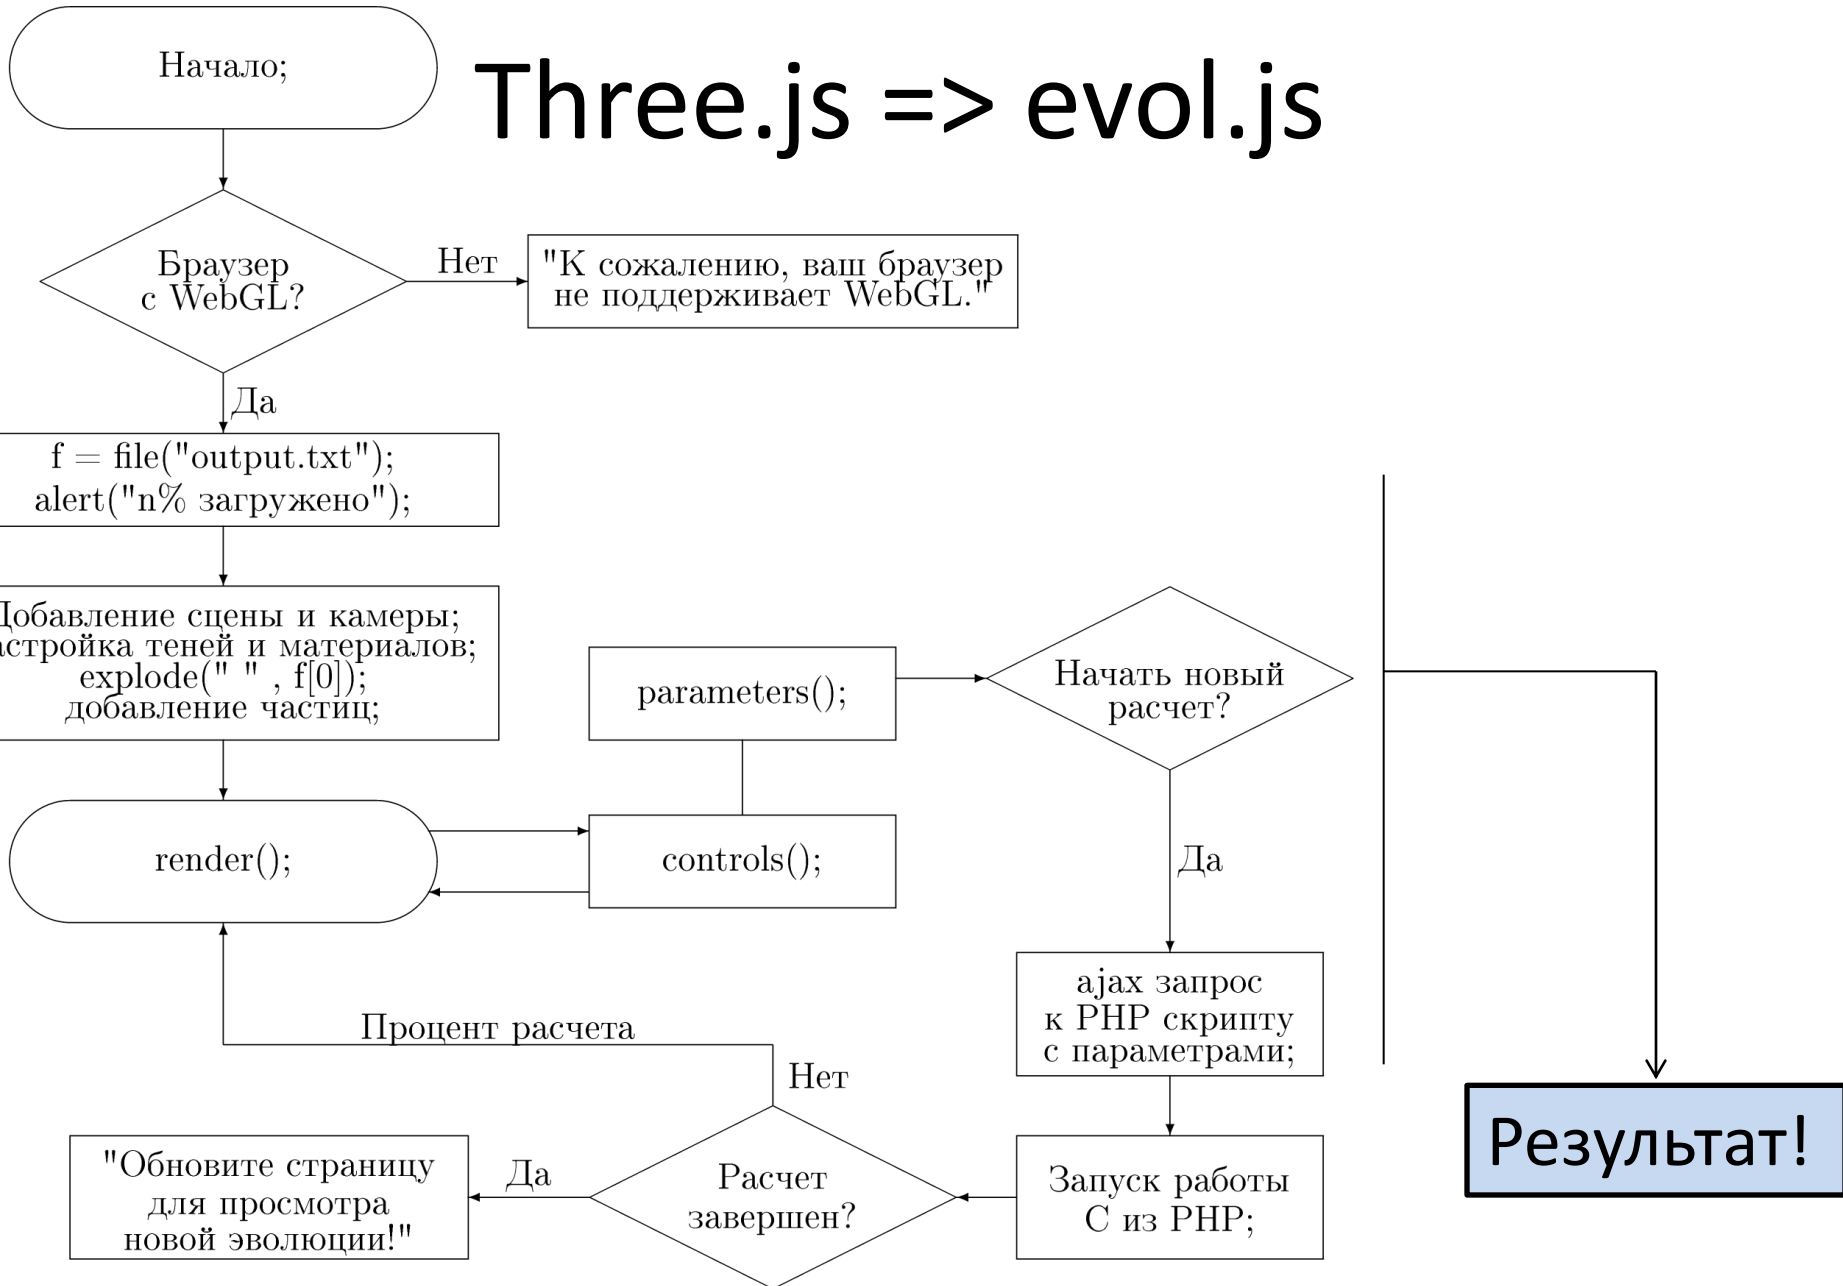 Начало;
Three.js => evol.js
Браузер
с WebGL?
Нет
"К сожалению, ваш браузер
не поддерживает WebGL."
Да
f = file("output.txt");
alert("n% загружено");
Добавление сцены и камеры;
астройка теней и материалов;
explode(" " , f[0]);
добавление частиц;
parameters();
Начать новый
расчет?
render();
controls();
Да
ajax запрос
к PHP скрипту
с параметрами;
Процент расчета
Нет
"Обновите страницу
для просмотра
новой эволюции!"
Да
Расчет
завершен?
Запуск работы
C из PHP;
Результат!